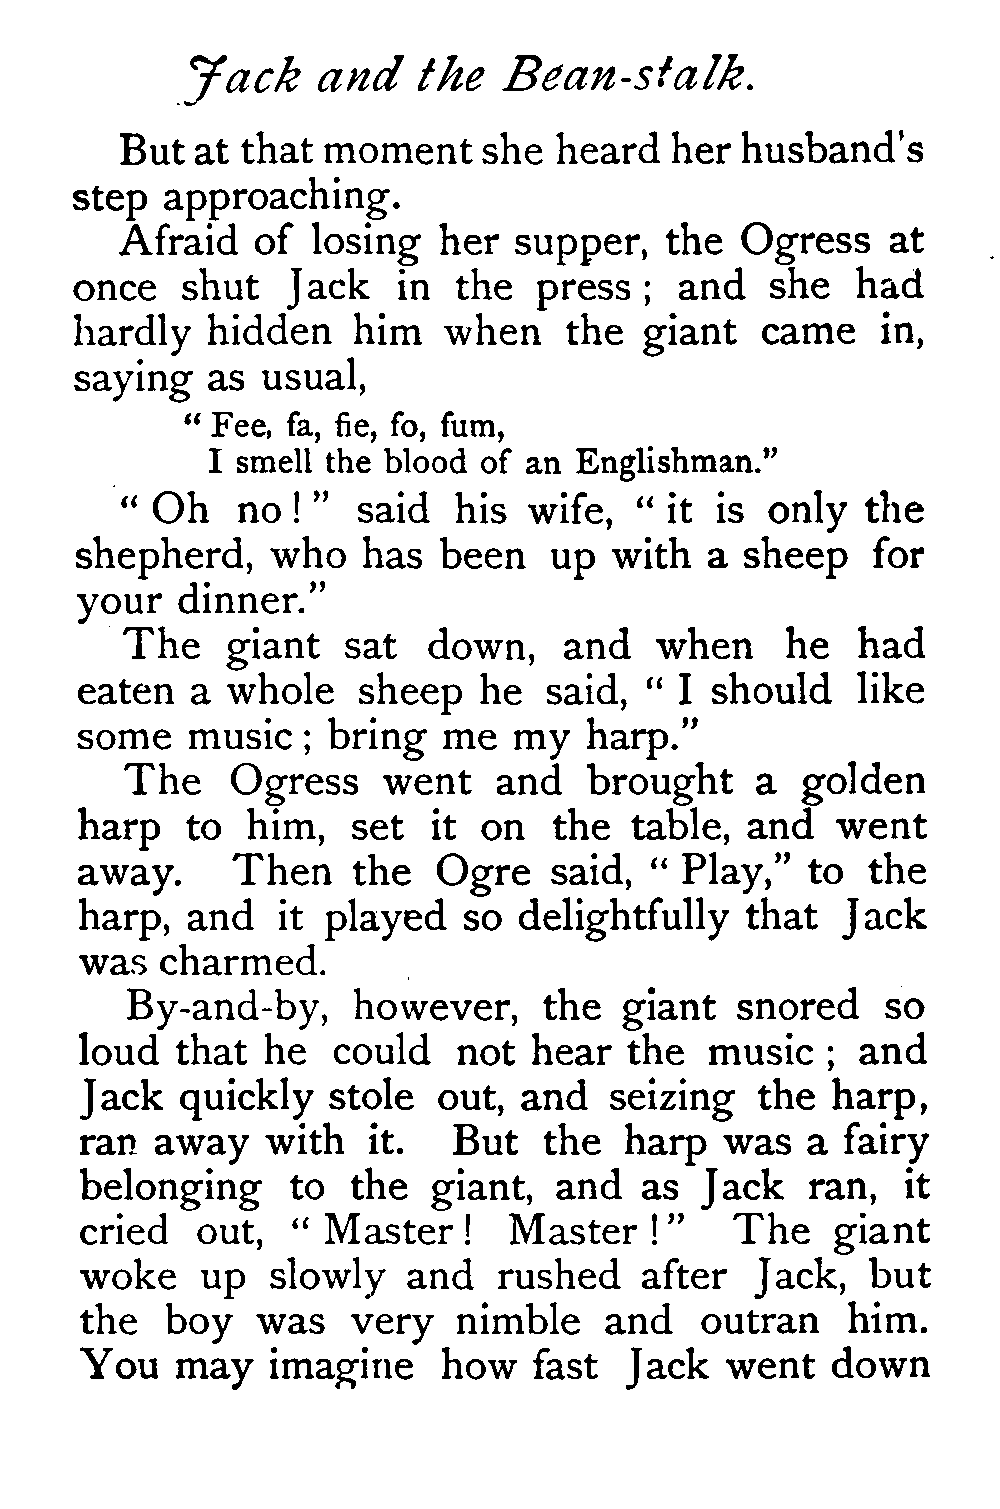 Jack and the Bean-stalk.
But at that moment she heard her husband's
step approaching.
Afraid of losing her supper, the Ogress at
once shut Jack in the press ; and she had
hardly hidden him when the giant came in,
saying as usual,
“ Fee, fa, fie, fo, fum,
I smell the blood of an Englishman.”
“ Oh no ! ” said his wife, “ it is only the
shepherd, who has been up with a sheep for
your dinner.”
The giant sat down, and when he had
eaten a whole sheep he said, “ I should like
some music ; bring me my harp.”
The Ogress went and brought a golden
harp to him, set it on the table, and went
away. Then the Ogre said, “ Play,” to the
harp, and it played so delightfully that Jack
was charmed.
By-and-by, however, the giant snored so
loud that he could not hear the music ; and
Jack quickly stole out, and seizing the harp,
ran away with it. But the harp was a fairy
belonging to the giant, and as Jack ran, it
cried out, “ Master ! Master ! ” The giant
woke up slowly and rushed after Jack, but
the boy was very nimble and outran him.
You may imagine how fast Jack went down